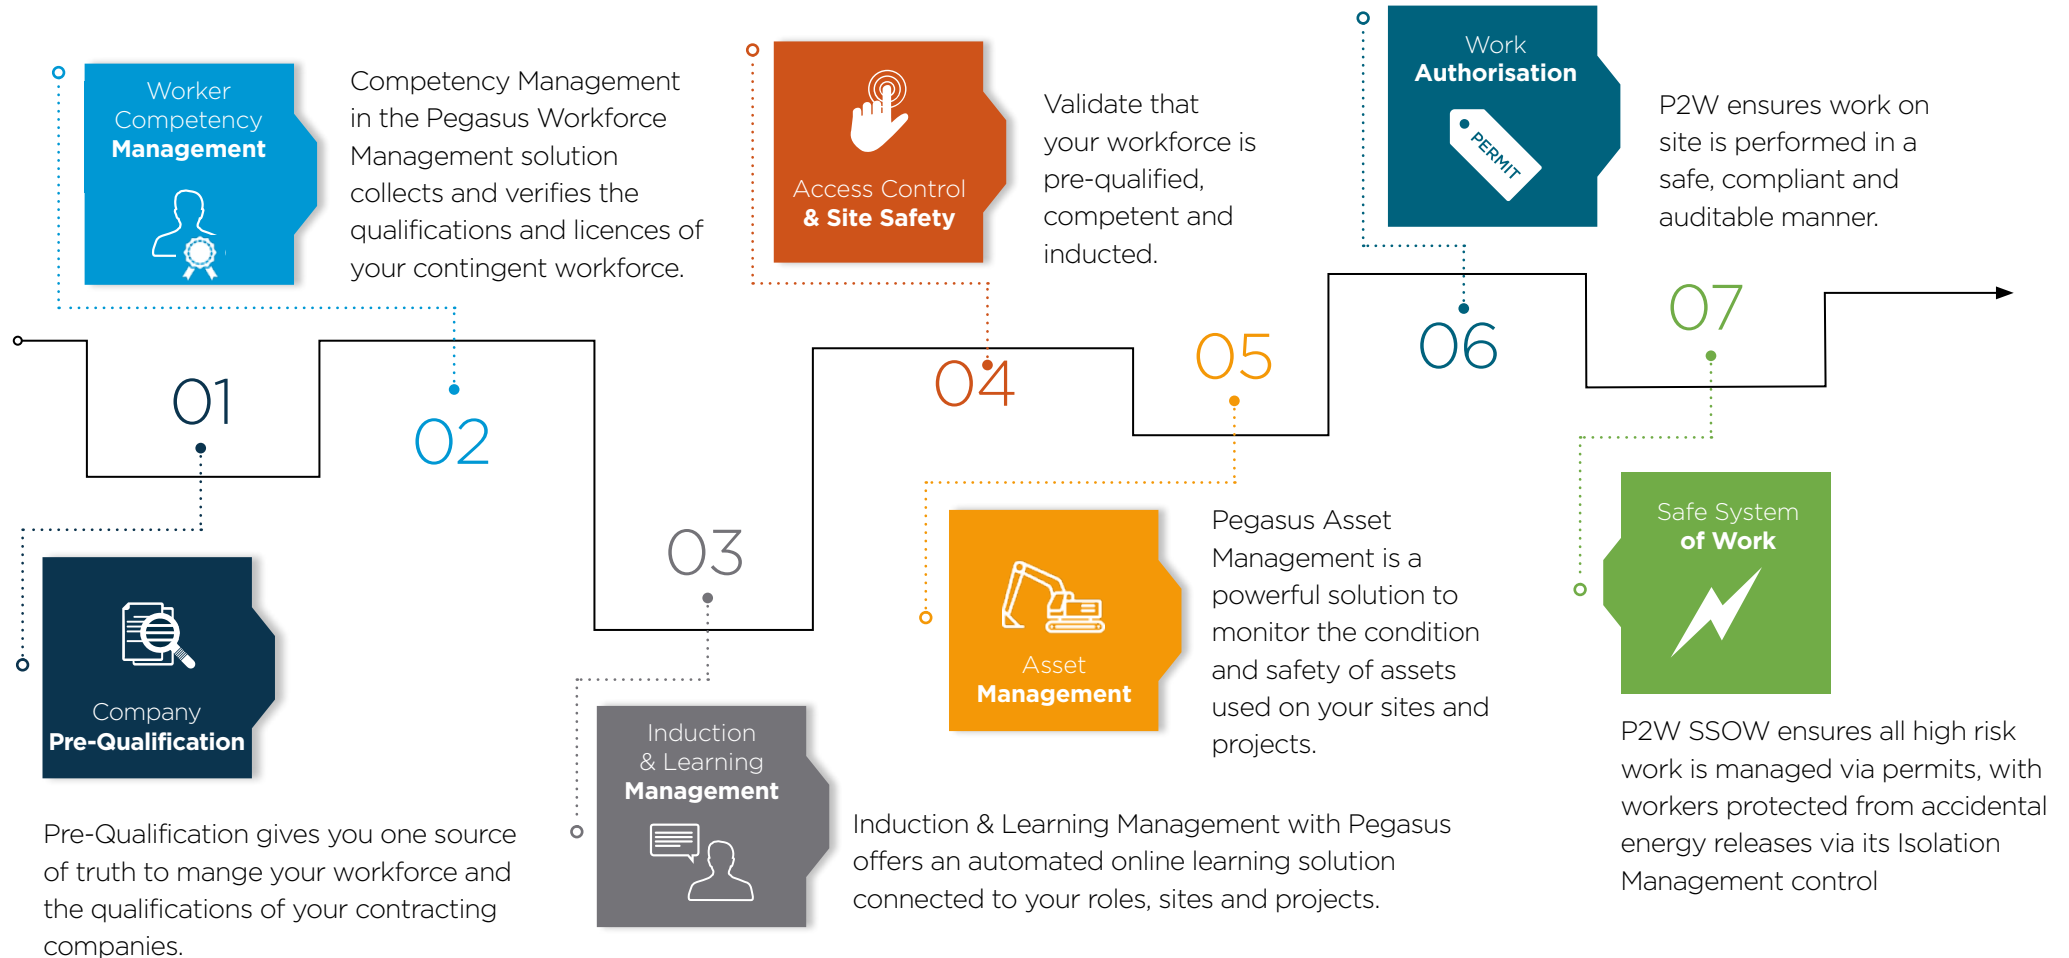 01
Company
Pre-Qualification
Pre-Qualification gives you one source
of truth to mange your workforce and
the qualifications of your contracting
companies.
02
Worker
Competency
Management
Competency Management
in the Pegasus Workforce
Management solution
collects and verifies the
qualifications and licences of
your contingent workforce.
03
Induction
& Learning
Management
Induction & Learning Management with Pegasus
offers an automated online learning solution
connected to your roles, sites and projects.
04
Access Control
& Site Safety
Validate that
your workforce is
pre-qualified,
competent and
inducted.
05
Asset
Management
Pegasus Asset
Management is a
powerful solution to
monitor the condition
and safety of assets
used on your sites and
projects.
06
Work
Authorisation
PERMIT
P2W ensures work on
site is performed in a
safe, compliant and
auditable manner.
07
Safe System
of Work
P2W SSOW ensures all high risk
work is managed via permits, with
workers protected from accidental
energy releases via its Isolation
Management control